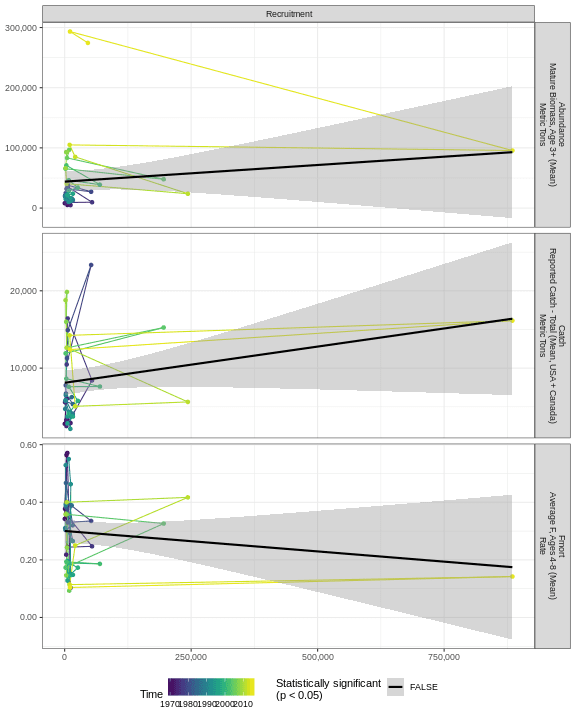 Recruitment
300,000
200,000
100,000
0
Abundance
Mature Biomass, Age 3+ (Mean)
Metric Tons
20,000
10,000
Catch
Reported Catch - Total (Mean, USA + Canada)
Metric Tons
0.60
0.40
0.20
0.00
Fmort
Average F, Ages 4-8 (Mean)
Rate
0 250,000 500,000 750,000
Time
1970 1980 1990 2000 2010
Statistically significant
(p < 0.05)
FALSE